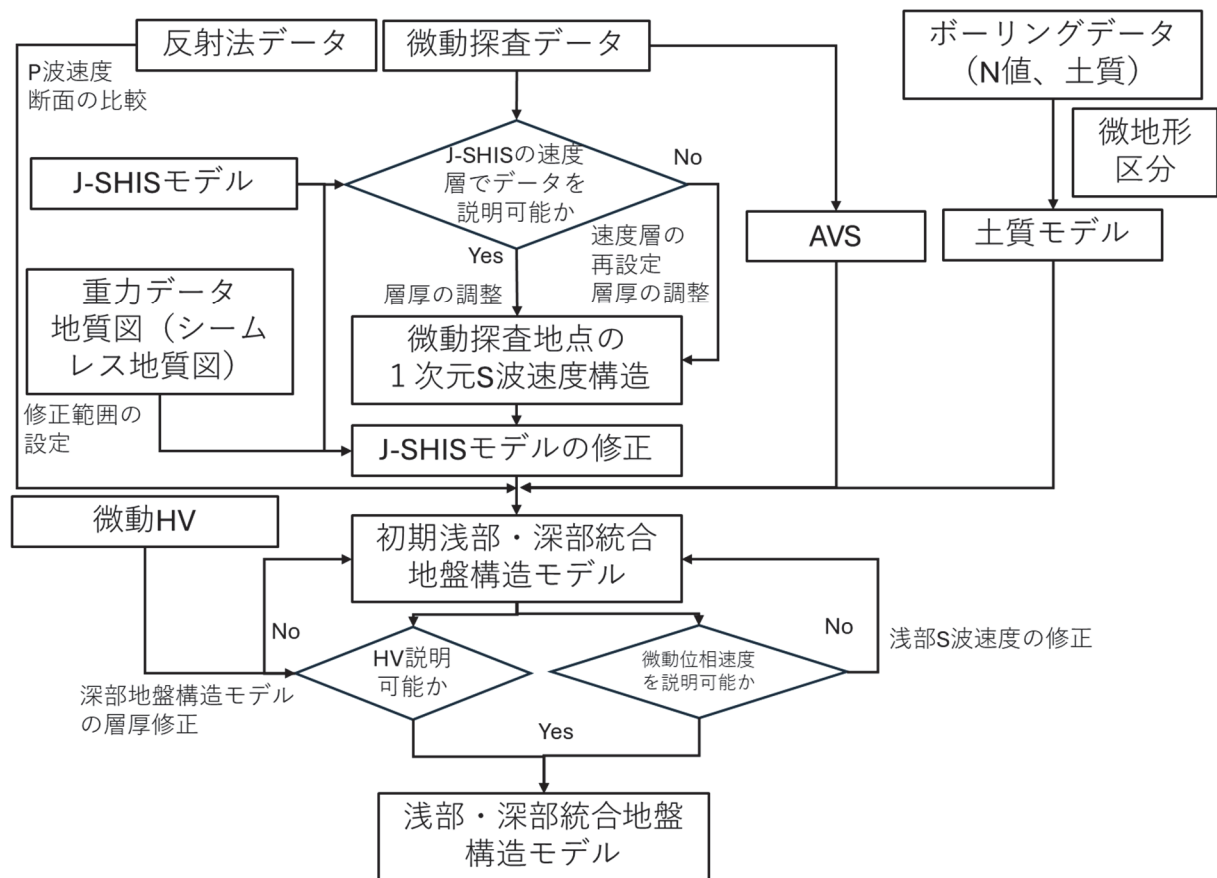 反射法データ
微動探査データ
ボーリングデータ
（N値、土質）
P波速度
断面の比較
微地形
区分
J-SHISの速度
層でデータを
説明可能か
No
J-SHISモデル
AVS
土質モデル
速度層の
再設定
層厚の調整
Yes
層厚の調整
重力データ
地質図（シーム
レス地質図）
微動探査地点の
１次元S波速度構造
修正範囲の
設定
J-SHISモデルの修正
微動HV
初期浅部・深部統合
地盤構造モデル
No
No
浅部S波速度の修正
HV説明
可能か
微動位相速度
を説明可能か
深部地盤構造モデル
の層厚修正
Yes
浅部・深部統合地盤
構造モデル